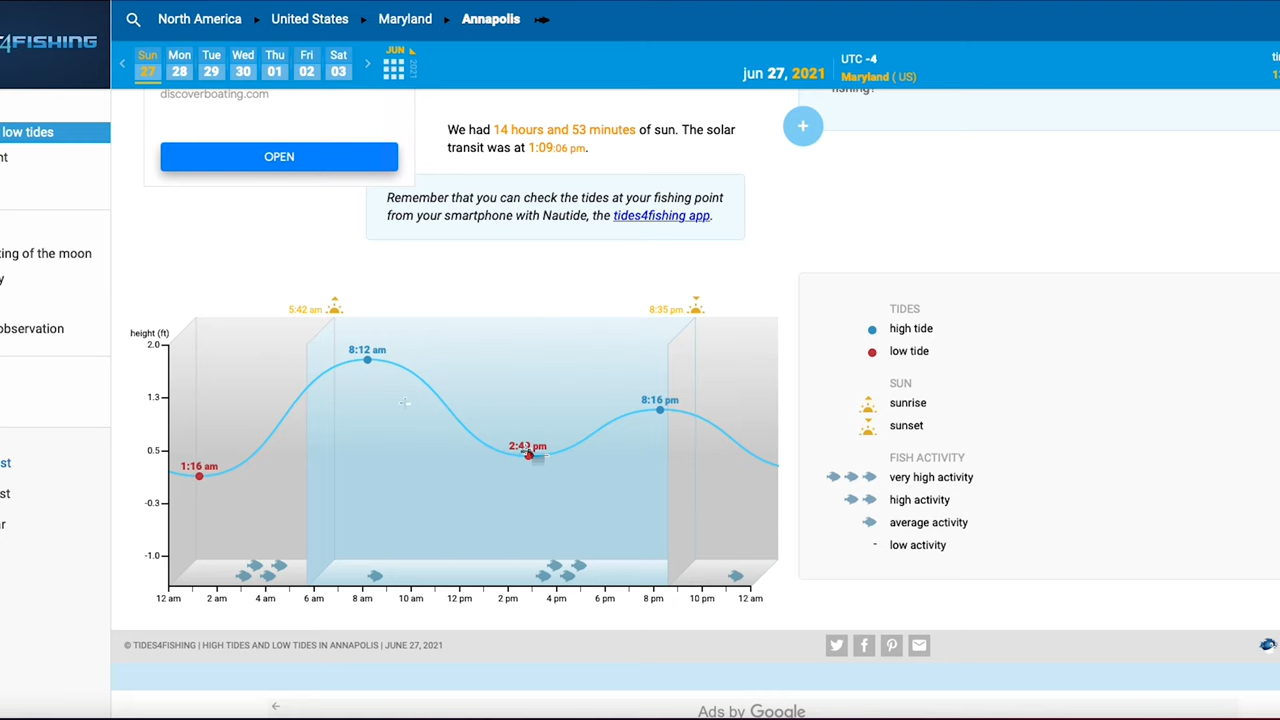 North America United States Maryland Annapolis
4FISHING
Sun Mon Tue Wed Thu Fri Sat
27 28 29 30 01 02 03
JUN
2021
jun 27, 2021
UTC -4
Maryland ( US)
discoverboating.com
OPEN
low tides
ting of the moon
observation
We had 14 hours and 53 minutes of sun. The solar
transit was at 1:09:06 pm.
fishing?
+
Remember that you can check the tides at your fishing point
from your smartphone with Nautide, the tides4fishing app.
5:42 am
8:35 pm
height (ft)
2.0
1.3
0.5
-0.3
-1.0
8:12 am
8:16 pm
1:16 am
12 am 2 am 4 am 6 am 8 am 10 am 12 pm 2 pm 4 pm 6 pm 8 pm 10 pm 12 am
TIDES
high tide
low tide
SUN
sunrise
sunset
FISH ACTIVITY
very high activity
high activity
average activity
- low activity
© TIDES4FISHING | HIGH TIDES AND LOW TIDES IN ANNAPOLIS | JUNE 27, 2021
Ads by Google